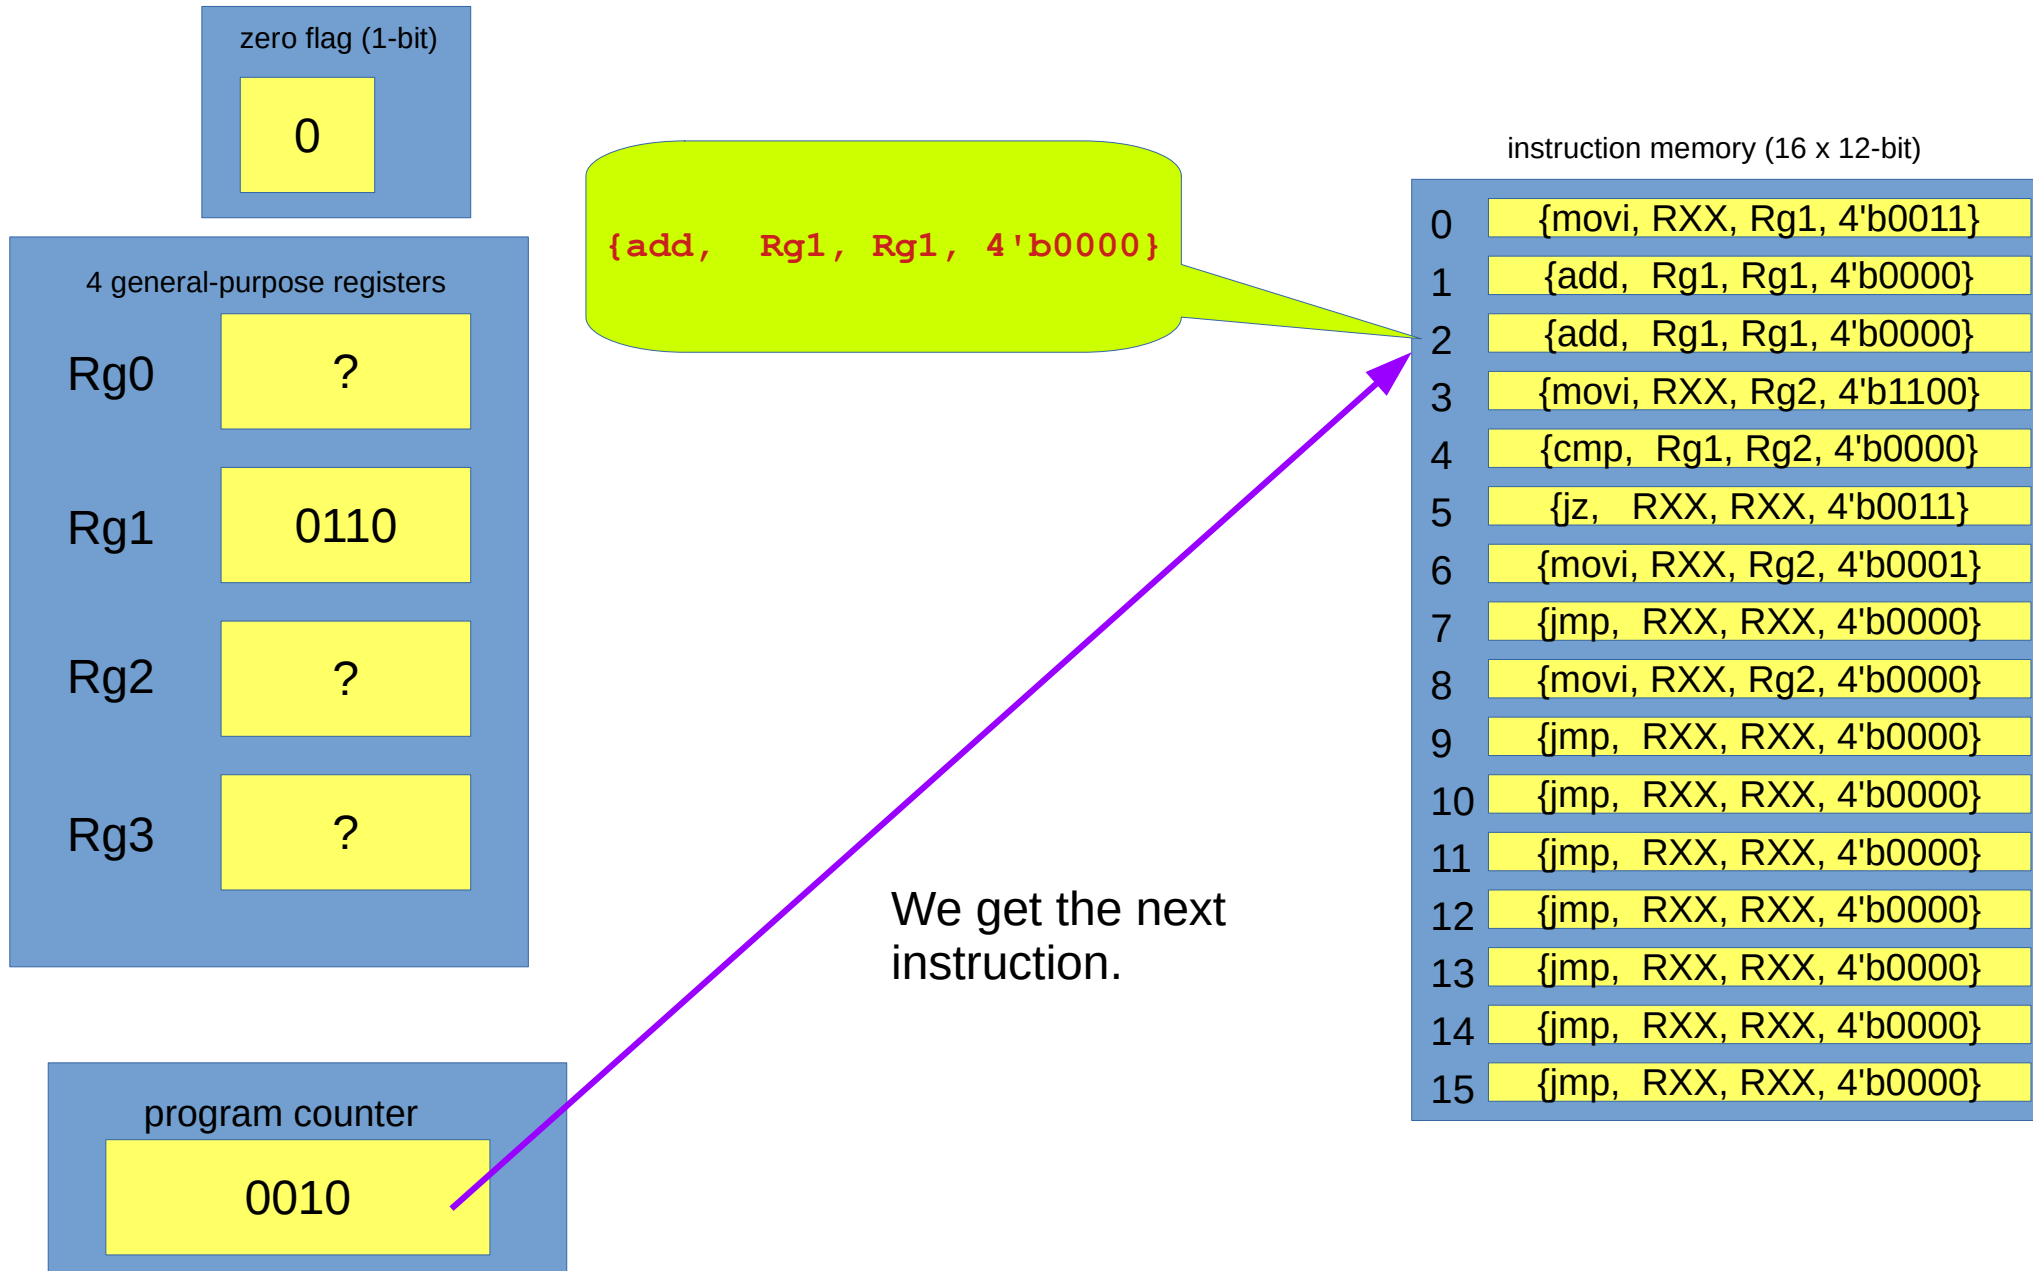 zero flag (1-bit)
0
4 general-purpose registers
Rg0
?
Rg1
0110
Rg2
?
Rg3
?
program counter
0010
{add,  Rg1, Rg1, 4'b0000}
We get the next
instruction.
instruction memory (16 x 12-bit)
0 {movi, RXX, Rg1, 4'b0011}
1 {add,  Rg1, Rg1, 4'b0000}
2 {add,  Rg1, Rg1, 4'b0000}
3 {movi, RXX, Rg2, 4'b1100}
4 {cmp,  Rg1, Rg2, 4'b0000}
5 {jz,   RXX, RXX, 4'b0011}
6 {movi, RXX, Rg2, 4'b0001}
7 {jmp,  RXX, RXX, 4'b0000}
8 {movi, RXX, Rg2, 4'b0000}
9 {jmp,  RXX, RXX, 4'b0000}
10 {jmp,  RXX, RXX, 4'b0000}
11 {jmp,  RXX, RXX, 4'b0000}
12 {jmp,  RXX, RXX, 4'b0000}
13 {jmp,  RXX, RXX, 4'b0000}
14 {jmp,  RXX, RXX, 4'b0000}
15 {jmp,  RXX, RXX, 4'b0000}